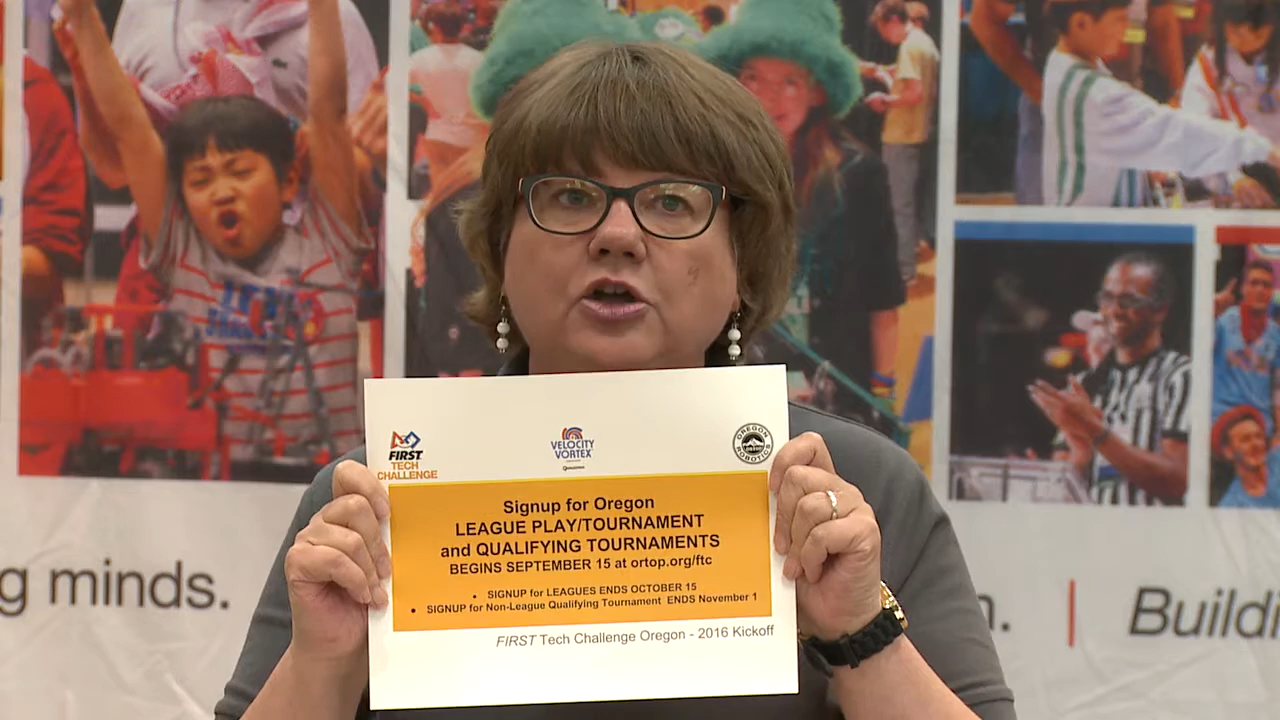 FIRST
TECH
CHALLENGE
VELOCITY
VORTEX
OREGON
ROBOTICS
Signup for Oregon
LEAGUE PLAY/TOURNAMENT
and QUALIFYING TOURNAMENTS
BEGINS SEPTEMBER 15 at ortop.org/ftc
• SIGNUP for LEAGUES ENDS OCTOBER 15
• SIGNUP for Non-League Qualifying Tournament ENDS November 1
FIRST Tech Challenge Oregon - 2016 Kickoff
g minds.
. | Buildi